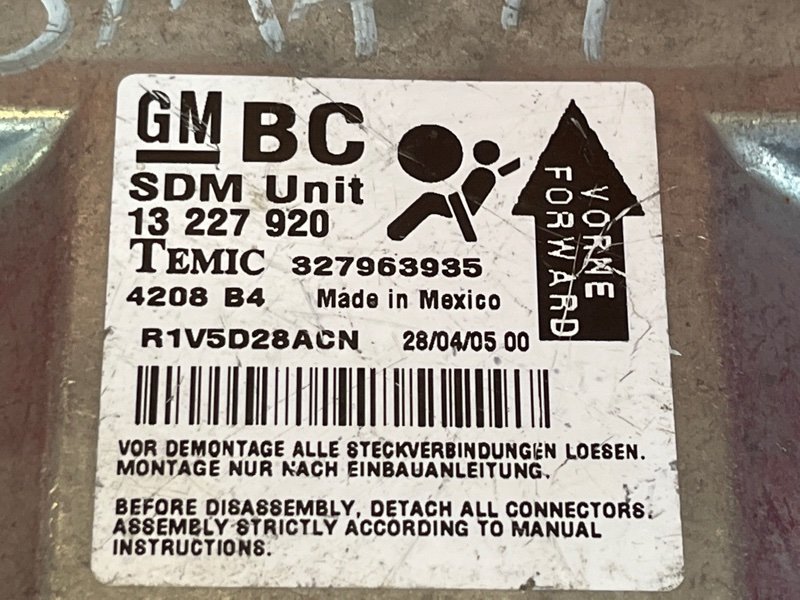 GM BC
SDM Unit
13 227 920
TEMIC 327963935
4208 B4 Made in Mexico
R1V5D28ACN 28/04/05 00
VORNE
FORWARD
VOR DEMONTAGE ALLE STECKVERBINDUNGEN LOESEN.
MONTAGE NUR NACH EINBAUANLEITUNG.
BEFORE DISASSEMBLY, DETACH ALL CONNECTORS.
ASSEMBLY STRICTLY ACCORDING TO MANUAL
INSTRUCTIONS.